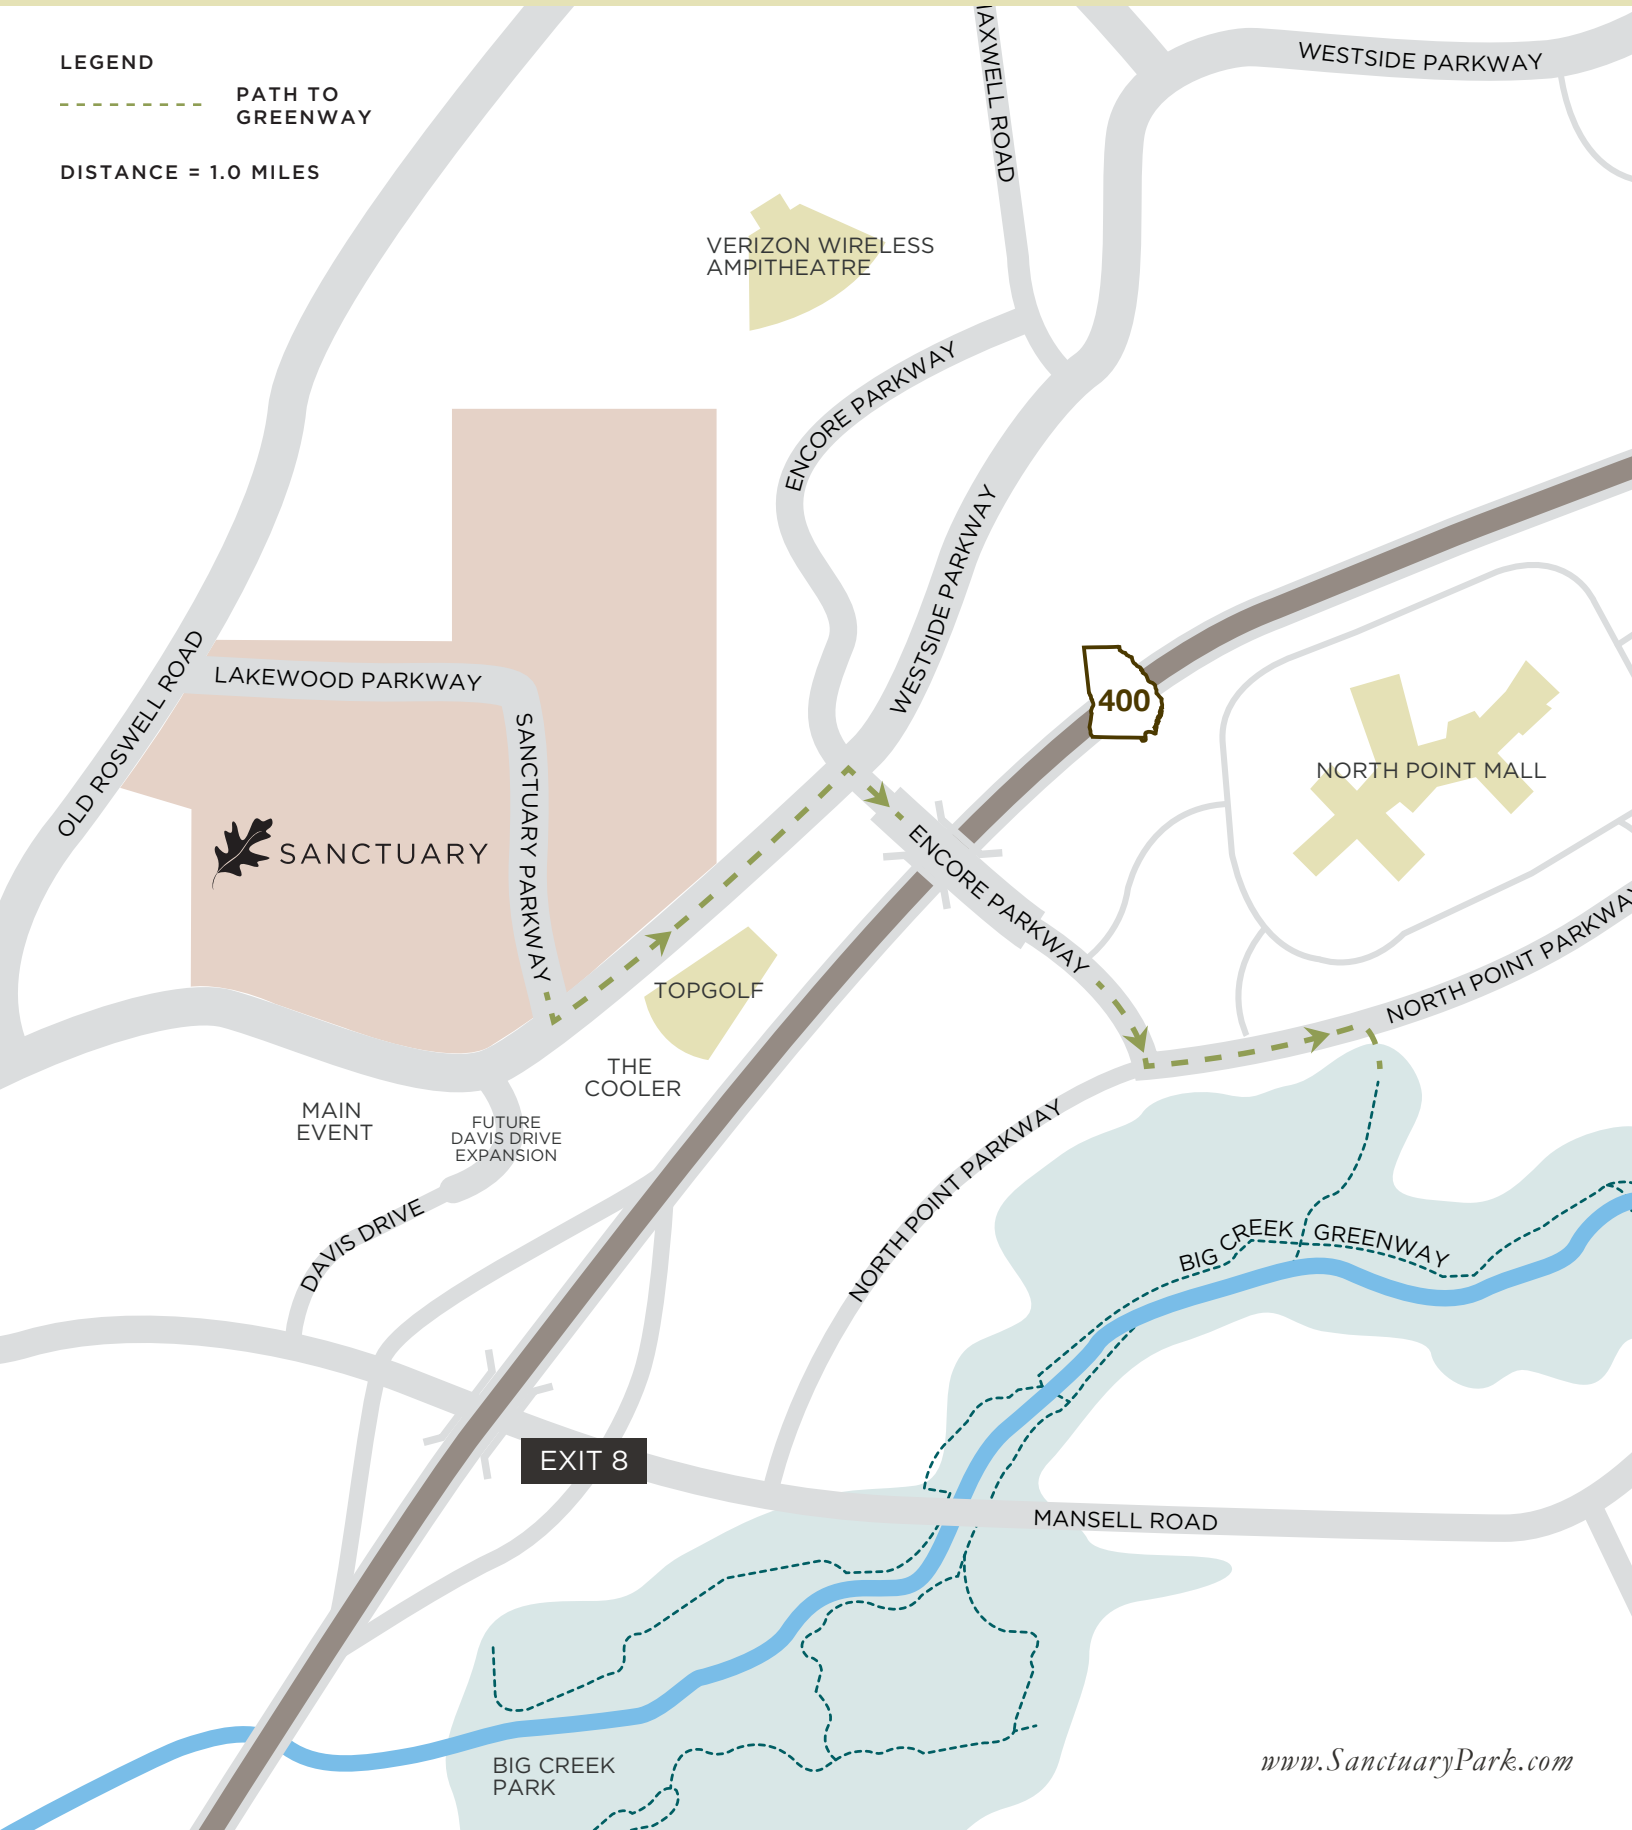 LEGEND
PATH TO
GREENWAY
DISTANCE = 1.0 MILES
AXWELL ROAD
WESTSIDE PARKWAY
VERIZON WIRELESS
AMPITHEATRE
ENCORE PARKWAY
WESTSIDE PARKWAY
OLD ROSWELL ROAD
LAKEWOOD PARKWAY
SANCTUARY PARKWAY
SANCTUARY
400
NORTH POINT MALL
ENCORE PARKWAY
NORTH POINT PARKWAY
TOPGOLF
THE
COOLER
MAIN
EVENT
FUTURE
DAVIS DRIVE
EXPANSION
DAVIS DRIVE
NORTH POINT PARKWAY
BIG CREEK GREENWAY
EXIT 8
MANSELL ROAD
BIG CREEK
PARK
www.SanctuaryPark.com